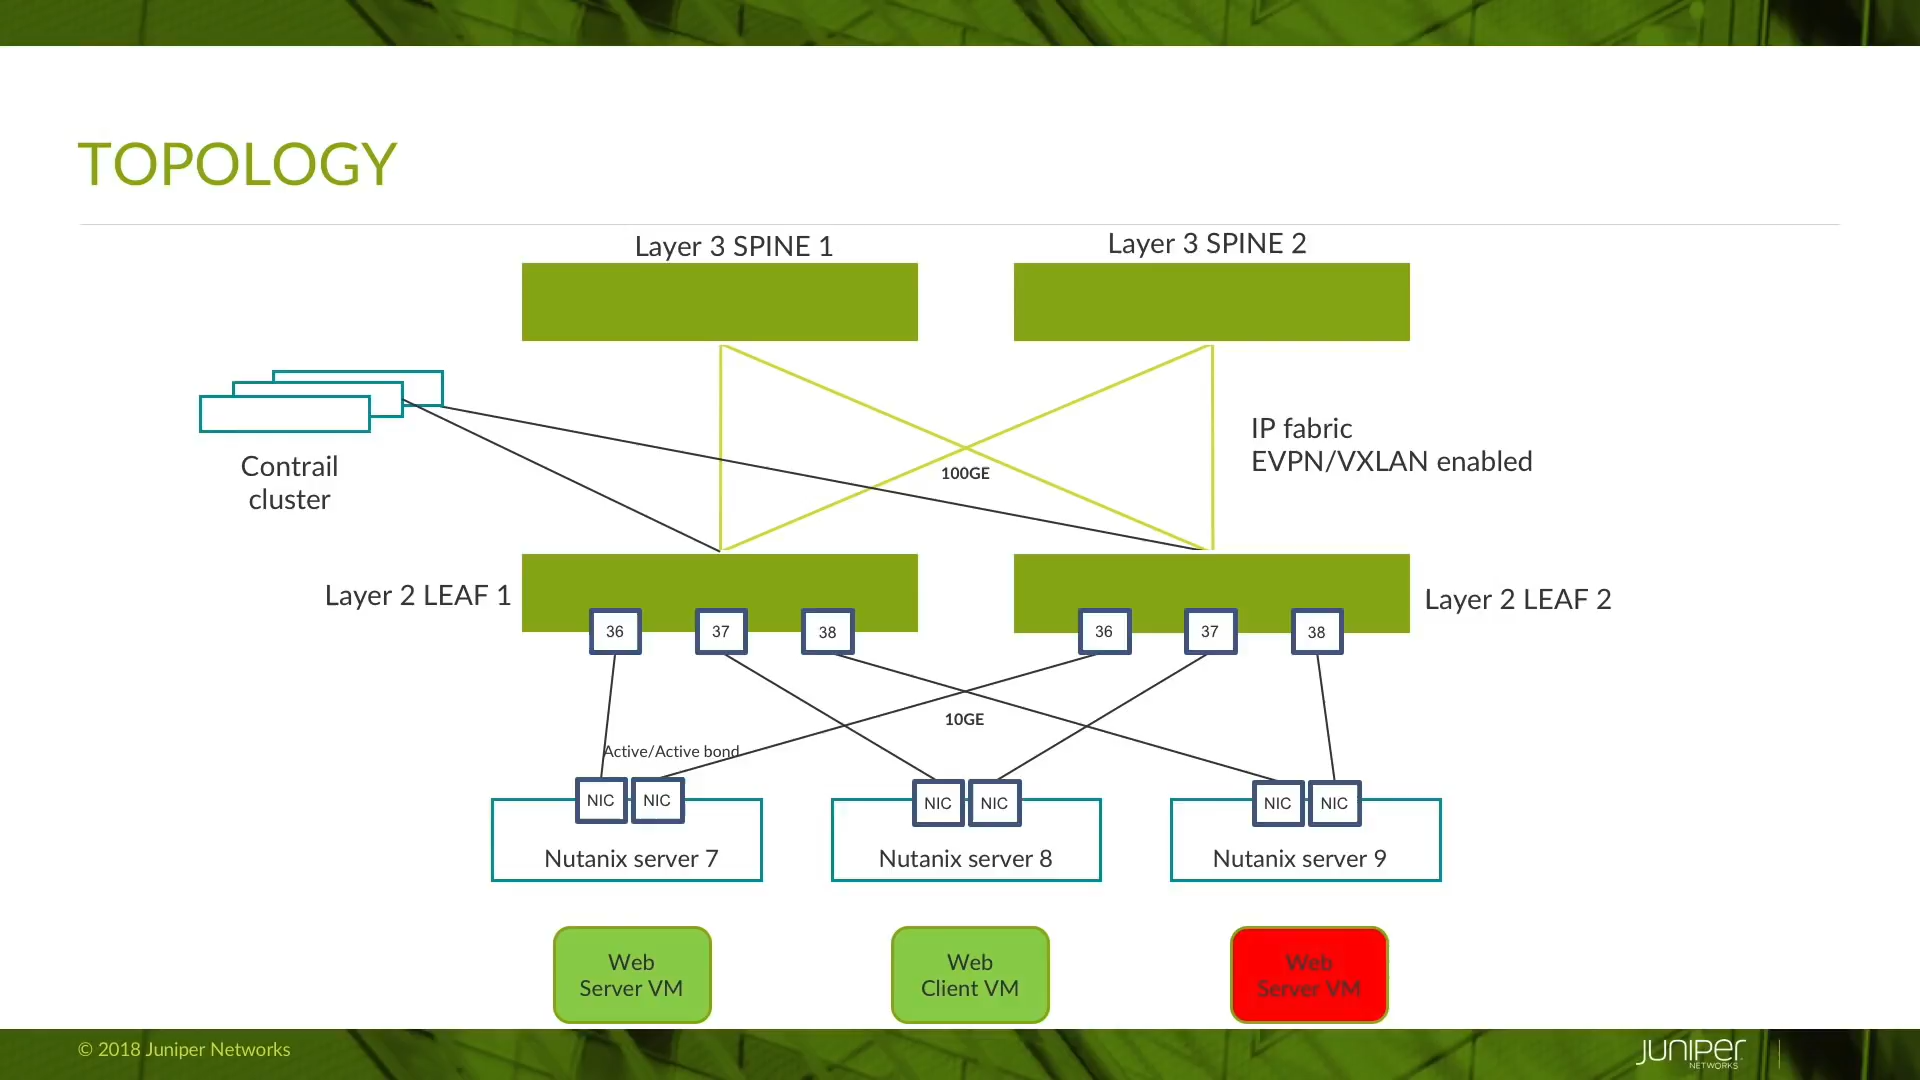 TOPOLOGY
Layer 3 SPINE 1
Layer 3 SPINE 2
Contrail
cluster
IP fabric
EVPN/VXLAN enabled
100GE
Layer 2 LEAF 1
Layer 2 LEAF 2
36
37
38
36
37
38
10GE
Active/Active bond
NIC
NIC
NIC
NIC
NIC
NIC
Nutanix server 7
Nutanix server 8
Nutanix server 9
Web
Server VM
Web
Client VM
Web
Server VM
© 2018 Juniper Networks
JUNIPER
NETWORKS